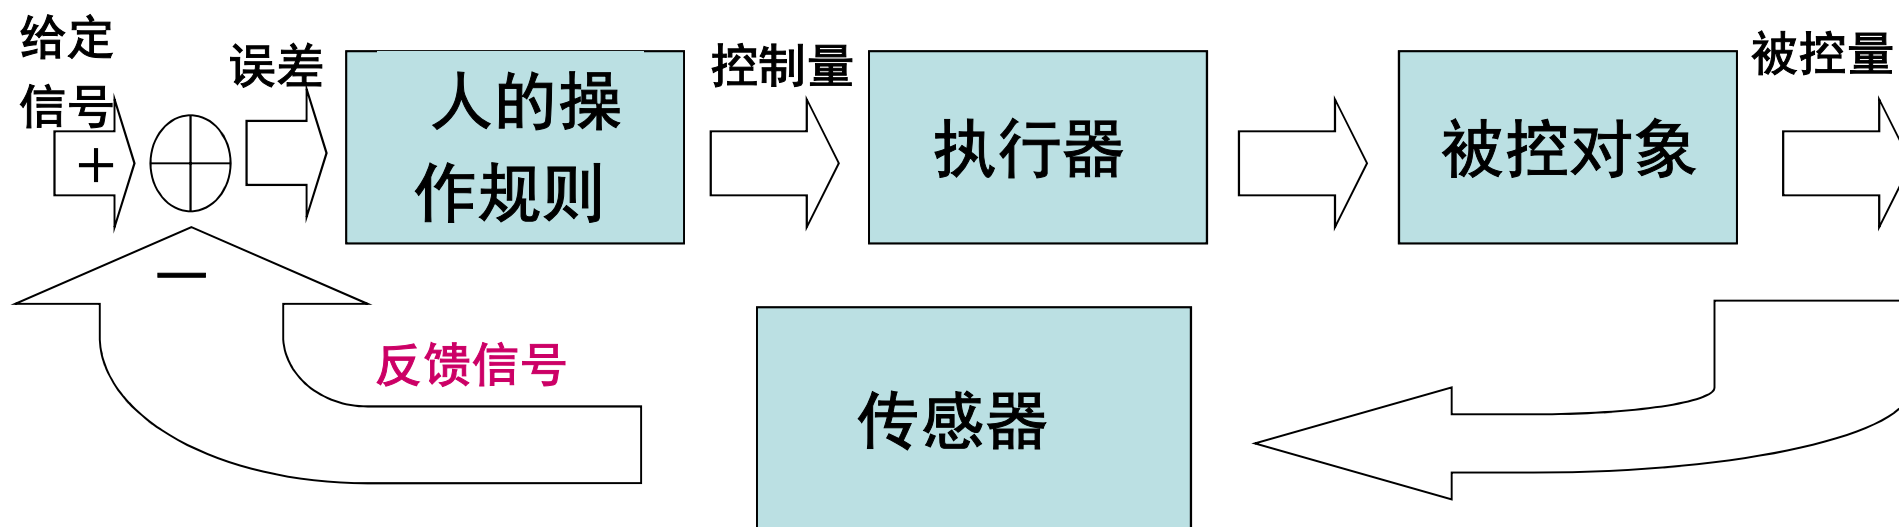 给定
信号
误差
人的操
作规则
控制量
执行器
被控对象
被控量
+
—
反馈信号
传感器